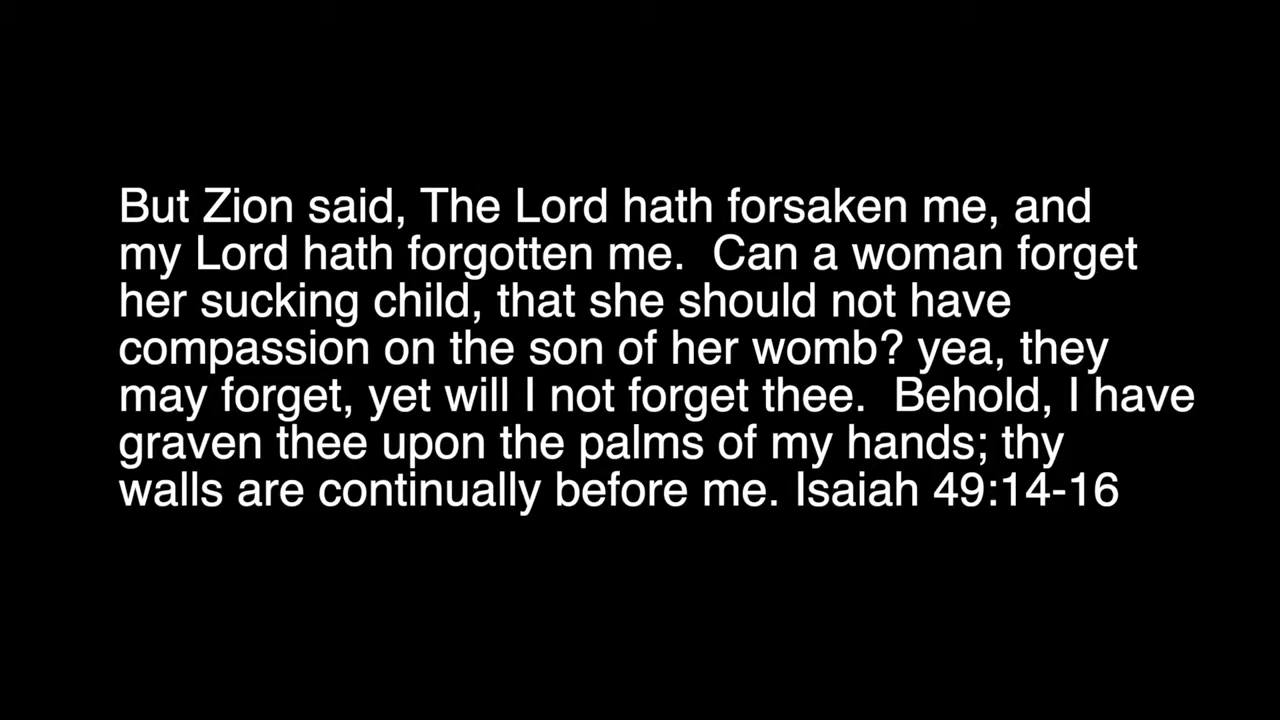 But Zion said, The Lord hath forsaken me, and
my Lord hath forgotten me.  Can a woman forget
her sucking child, that she should not have
compassion on the son of her womb? yea, they
may forget, yet will I not forget thee.  Behold, I have
graven thee upon the palms of my hands; thy
walls are continually before me. Isaiah 49:14-16